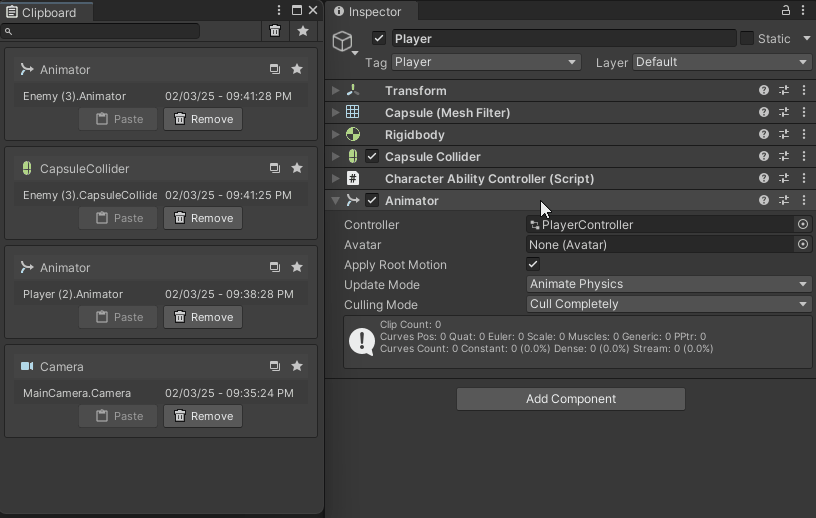 Clipboard
Animator
Enemy (3).Animator 02/03/25 - 09:41:28 PM
Paste Remove
CapsuleCollider
Enemy (3).CapsuleCollide 02/03/25 - 09:41:25 PM
Paste Remove
Animator
Player (2).Animator 02/03/25 - 09:38:28 PM
Paste Remove
Camera
MainCamera.Camera 02/03/25 - 09:35:24 PM
Paste Remove
Inspector
Player Static
Tag Player Layer Default
Transform
Capsule (Mesh Filter)
Rigidbody
Capsule Collider
# Character Ability Controller (Script)
Animator
Controller PlayerController
Avatar None (Avatar)
Apply Root Motion
Update Mode Animate Physics
Culling Mode Cull Completely
Clip Count: 0
Curves Pos: 0 Quat: 0 Euler: 0 Scale: 0 Muscles: 0 Generic: 0 PPtr: 0
Curves Count: 0 Constant: 0 (0.0%) Dense: 0 (0.0%) Stream: 0 (0.0%)
Add Component